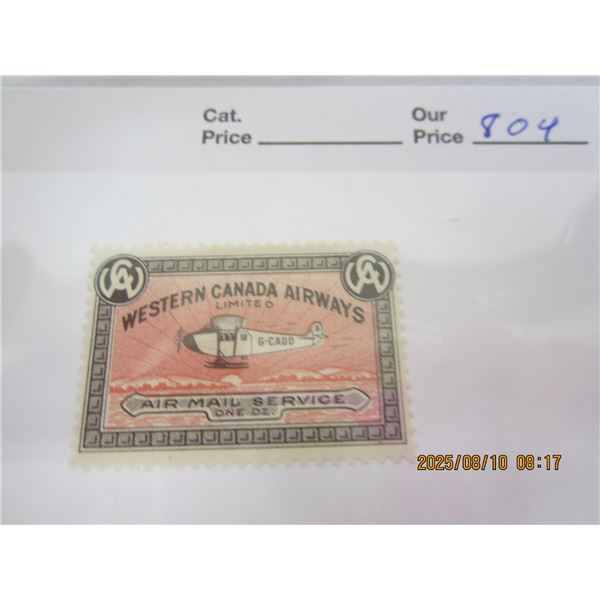 Cat.
Price
Our
Price 804
WESTERN CANADA AIRWAYS
LIMITED
G-CAGD
AIR MAIL SERVICE
ONE OZ.
2025/08/10 08:17